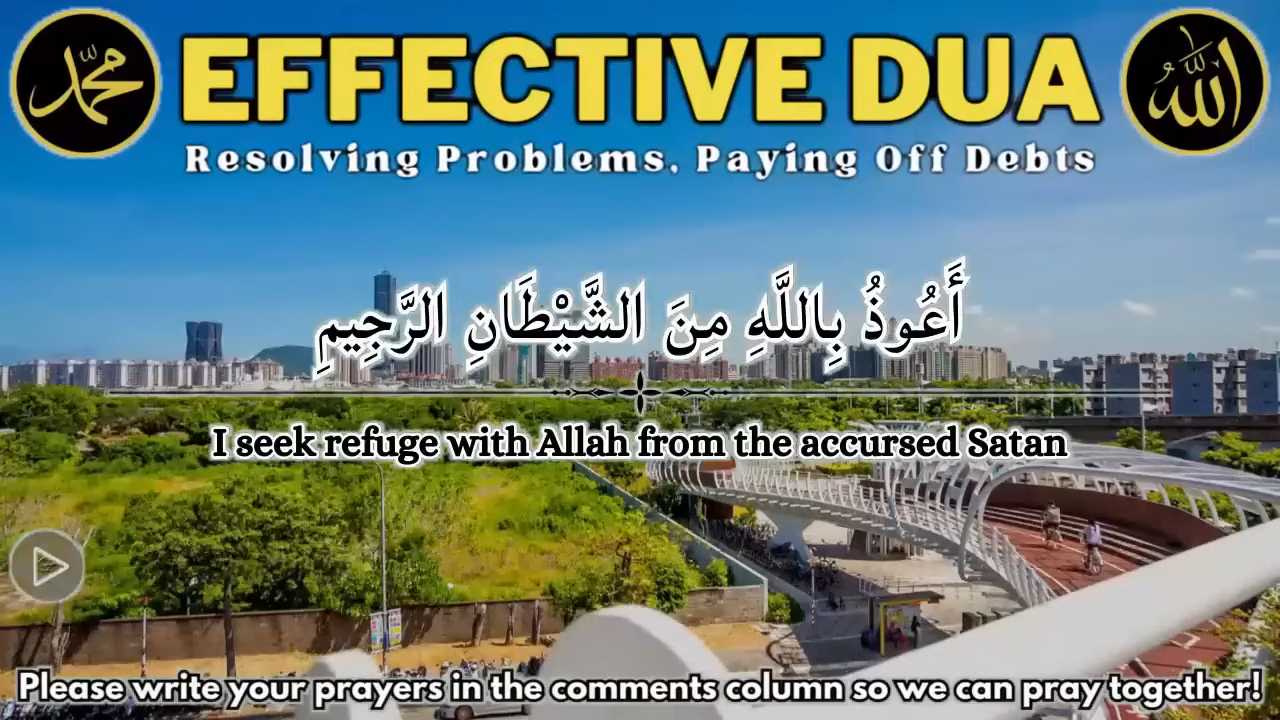 محمد
EFFECTIVE DUA
الله
Resolving Problems, Paying Off Debts
أَعُوذُ بِاللَّهِ مِنَ الشَّيْطَانِ الرَّجِيمِ
I seek refuge with Allah from the accursed Satan
Please write your prayers in the comments column so we can pray together!